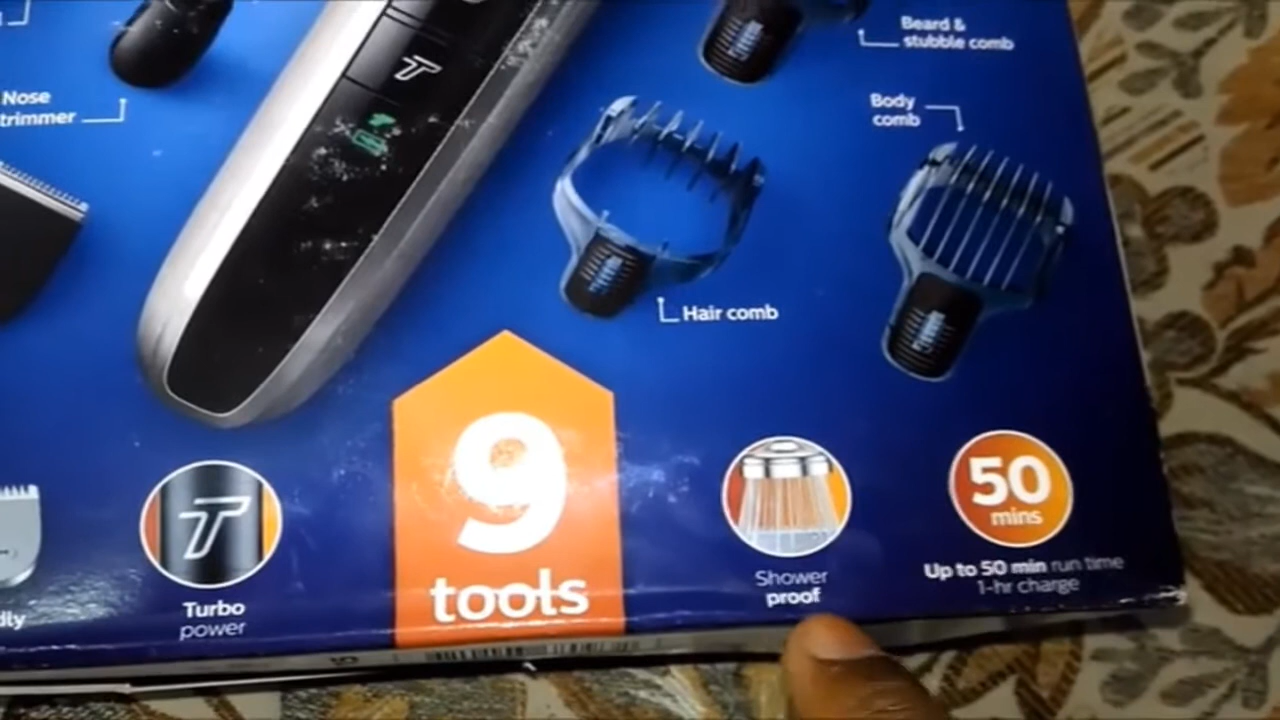 Beard &
stubble comb
Nose
trimmer
Body
comb
Hair comb
9
tools
Turbo
power
Shower
proof
50
mins
Up to 50 min run time
1-hr charge
dly